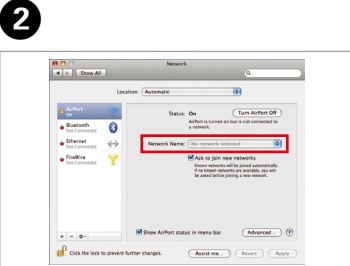 2
Network
Show All
Location: Automatic
AirPort
On
Bluetooth
Not Connected
Ethernet
Not Connected
FireWire
Not Connected
Status: On
Turn AirPort Off
AirPort is turned on but is not connected to
a network.
Network Name: No network selected
Ask to join new networks
Known networks will be joined automatically.
If no known networks are available, you will
be asked before joining a new network.
Show AirPort status in menu bar
Advanced... ?
Click the lock to prevent further changes.
Assist me... Revert Apply